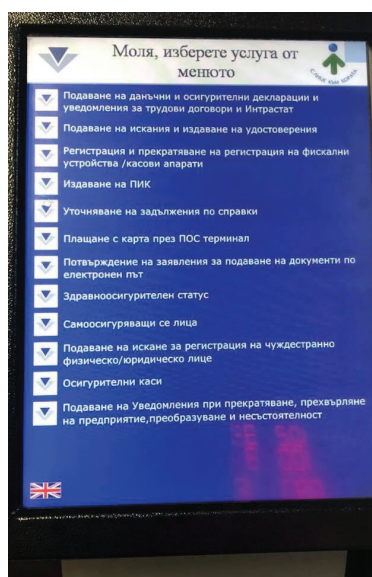 Моля, изберете услуга от
менюто
С ЛИЦЕ КЪМ ХОРАТА
Подаване на данъчни и осигурителни декларации и
уведомления за трудови договори и Интрастат
Подаване на искания и издаване на удостоверения
Регистрация и прекратяване на регистрация на фискални
устройства /касови апарати
Издаване на ПИК
Уточняване на задължения по справки
Плащане с карта през ПОС терминал
Потвърждение на заявления за подаване на документи по
електронен път
Здравноосигурителен статус
Самоосигуряващи се лица
Подаване на искане за регистрация на чуждестранно
физическо/юридическо лице
Осигурителни каси
Подаване на Уведомления при прекратяване, прехвърляне
на предприятие,преобразуване и несъстоятелност